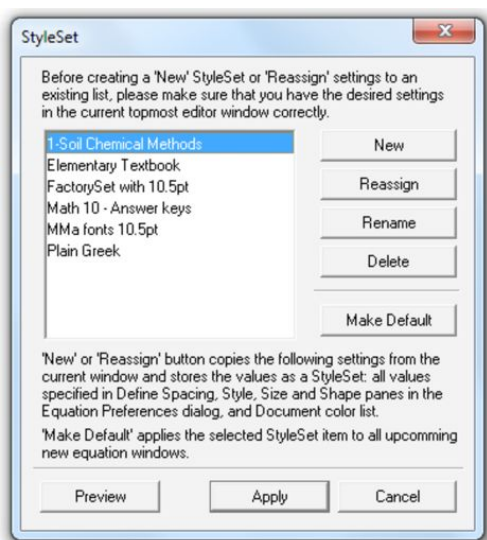 StyleSet
Before creating a 'New' StyleSet or 'Reassign' settings to an
existing list, please make sure that you have the desired settings
in the current topmost editor window correctly.
1-Soil Chemical Methods
Elementary Textbook
FactorySet with 10.5pt
Math 10 - Answer keys
MMa fonts 10.5pt
Plain Greek
New
Reassign
Rename
Delete
Make Default
'New' or 'Reassign' button copies the following settings from the
current window and stores the values as a StyleSet: all values
specified in Define Spacing, Style, Size and Shape panes in the
Equation Preferences dialog, and Document color list.
'Make Default' applies the selected StyleSet item to all upcomming
new equation windows.
Preview
Apply
Cancel